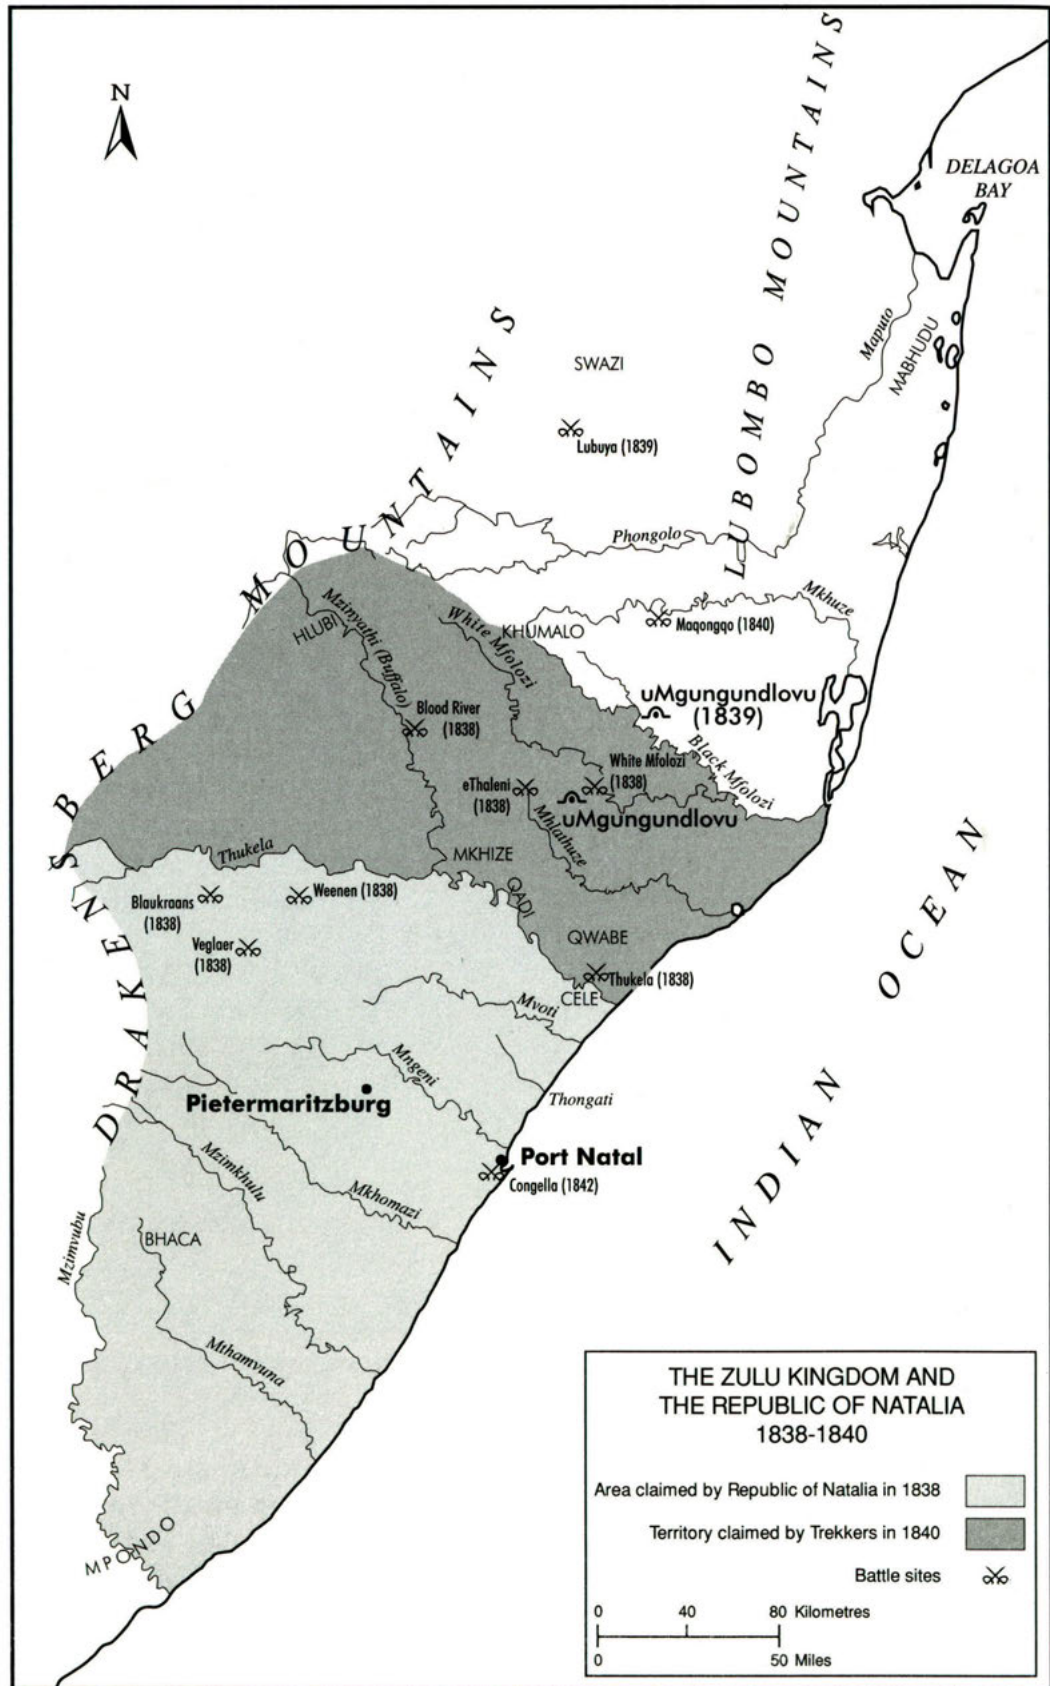 N
DELAGOA
BAY
LUBOMBO MOUNTAINS
Maputo
MABHUDU
SWAZI
Lubuya (1839)
DRAKENSBERG MOUNTAINS
Phongolo
Mkhuze
Maqongqo (1840)
KHUMALO
HLUBI
Mzinyathi (Buffalo)
White Mfolozi
uMgungundlovu
(1839)
Blood River
(1838)
Black Mfolozi
White Mfolozi
(1838)
eThaleni
(1838)
uMgungundlovu
Mhlathuze
Thukela
MKHIZE
QADI
Blaukraans
(1838)
Weenen (1838)
Veglaer
(1838)
QWABE
Thukela (1838)
CELE
Mvoti
INDIAN OCEAN
Mngeni
Thongati
Pietermaritzburg
Port Natal
Congella (1842)
Mzimkhulu
Mkhomazi
Mzimvubu
BHACA
Mthamvuna
MPONDO
THE ZULU KINGDOM AND
THE REPUBLIC OF NATALIA
1838-1840
Area claimed by Republic of Natalia in 1838
Territory claimed by Trekkers in 1840
Battle sites
0 40 80 Kilometres
0 50 Miles